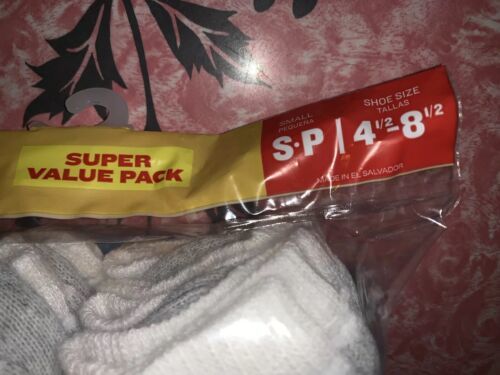 SUPER
VALUE PACK
SMALL
PEQUEÑA
S·P
SHOE SIZE
TALLAS
4 1/2-8 1/2
MADE IN EL SALVADOR